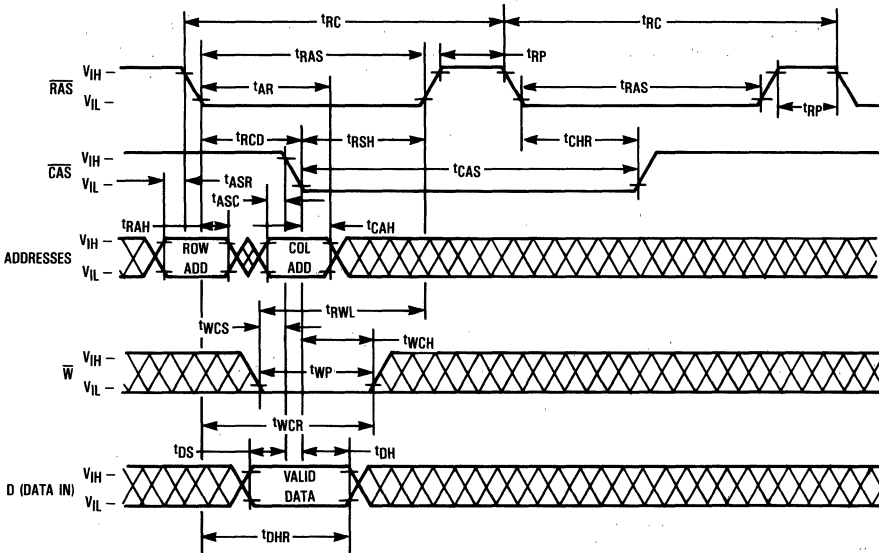 tRC tRC
tRAS tRP
RAS VIH
tAR tRAS
VIL tRP
tRCD tRSH tCHR
CAS VIH
tCAS
VIL tASR
tASC
tRAH tCAH
ADDRESSES VIH
ROW COL
ADD ADD
VIL
tRWL
tWCS
tWCH
W VIH
tWP
VIL
tWCR
tDS tDH
D (DATA IN) VIH
VALID
DATA
VIL
tDHR